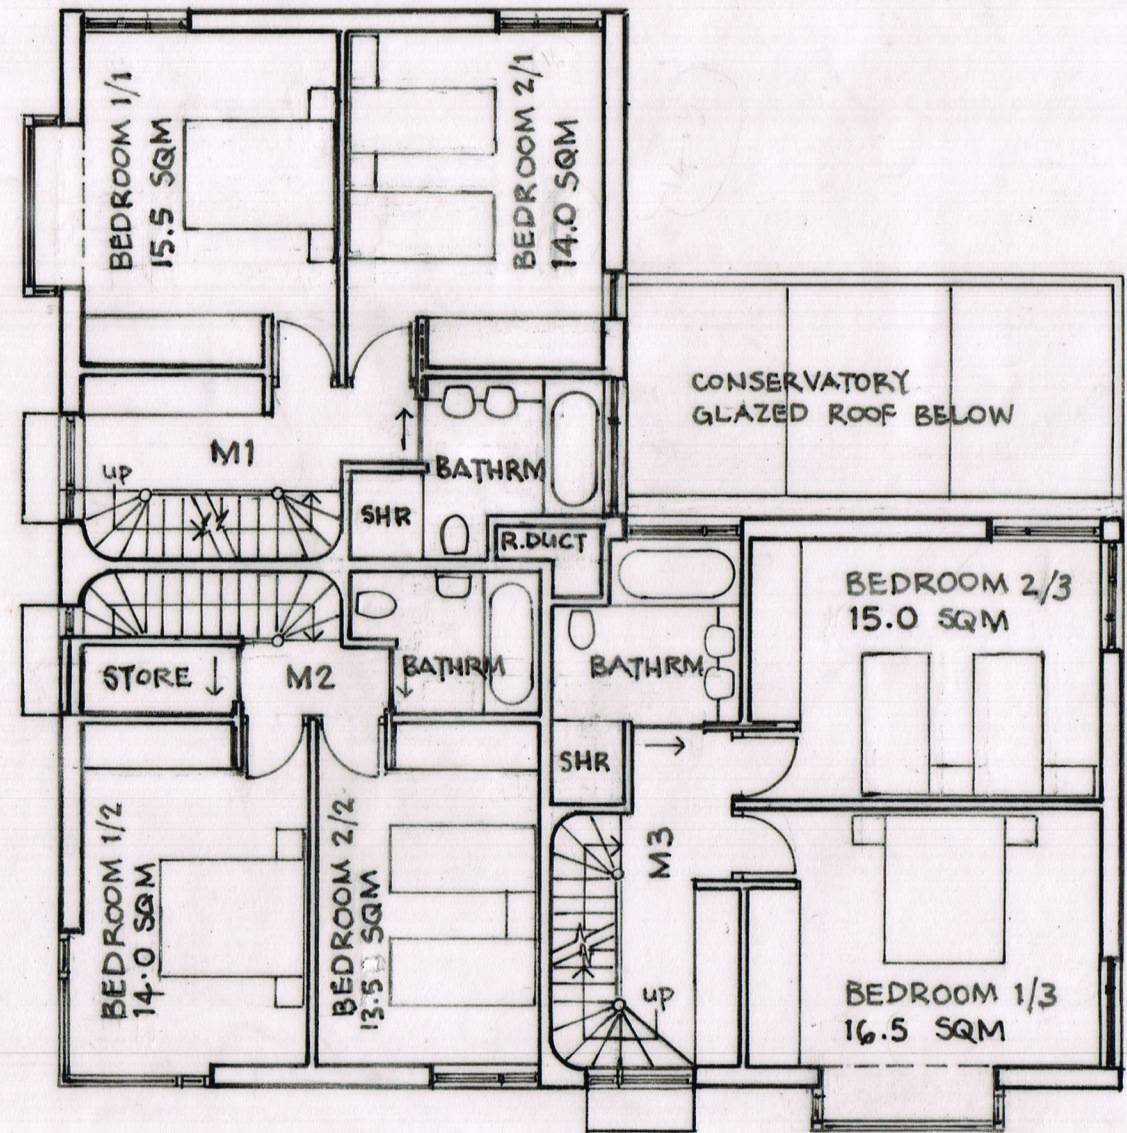 BEDROOM 1/1
15.5 SQM
BEDROOM 2/1
14.0 SQM
CONSERVATORY
GLAZED ROOF BELOW
M1
UP
BATHRM
SHR
R.DUCT
BEDROOM 2/3
15.0 SQM
STORE
M2
BATHRM
BATHRM
SHR
BEDROOM 1/2
14.0 SQM
BEDROOM 2/2
13.5 SQM
M3
UP
BEDROOM 1/3
16.5 SQM